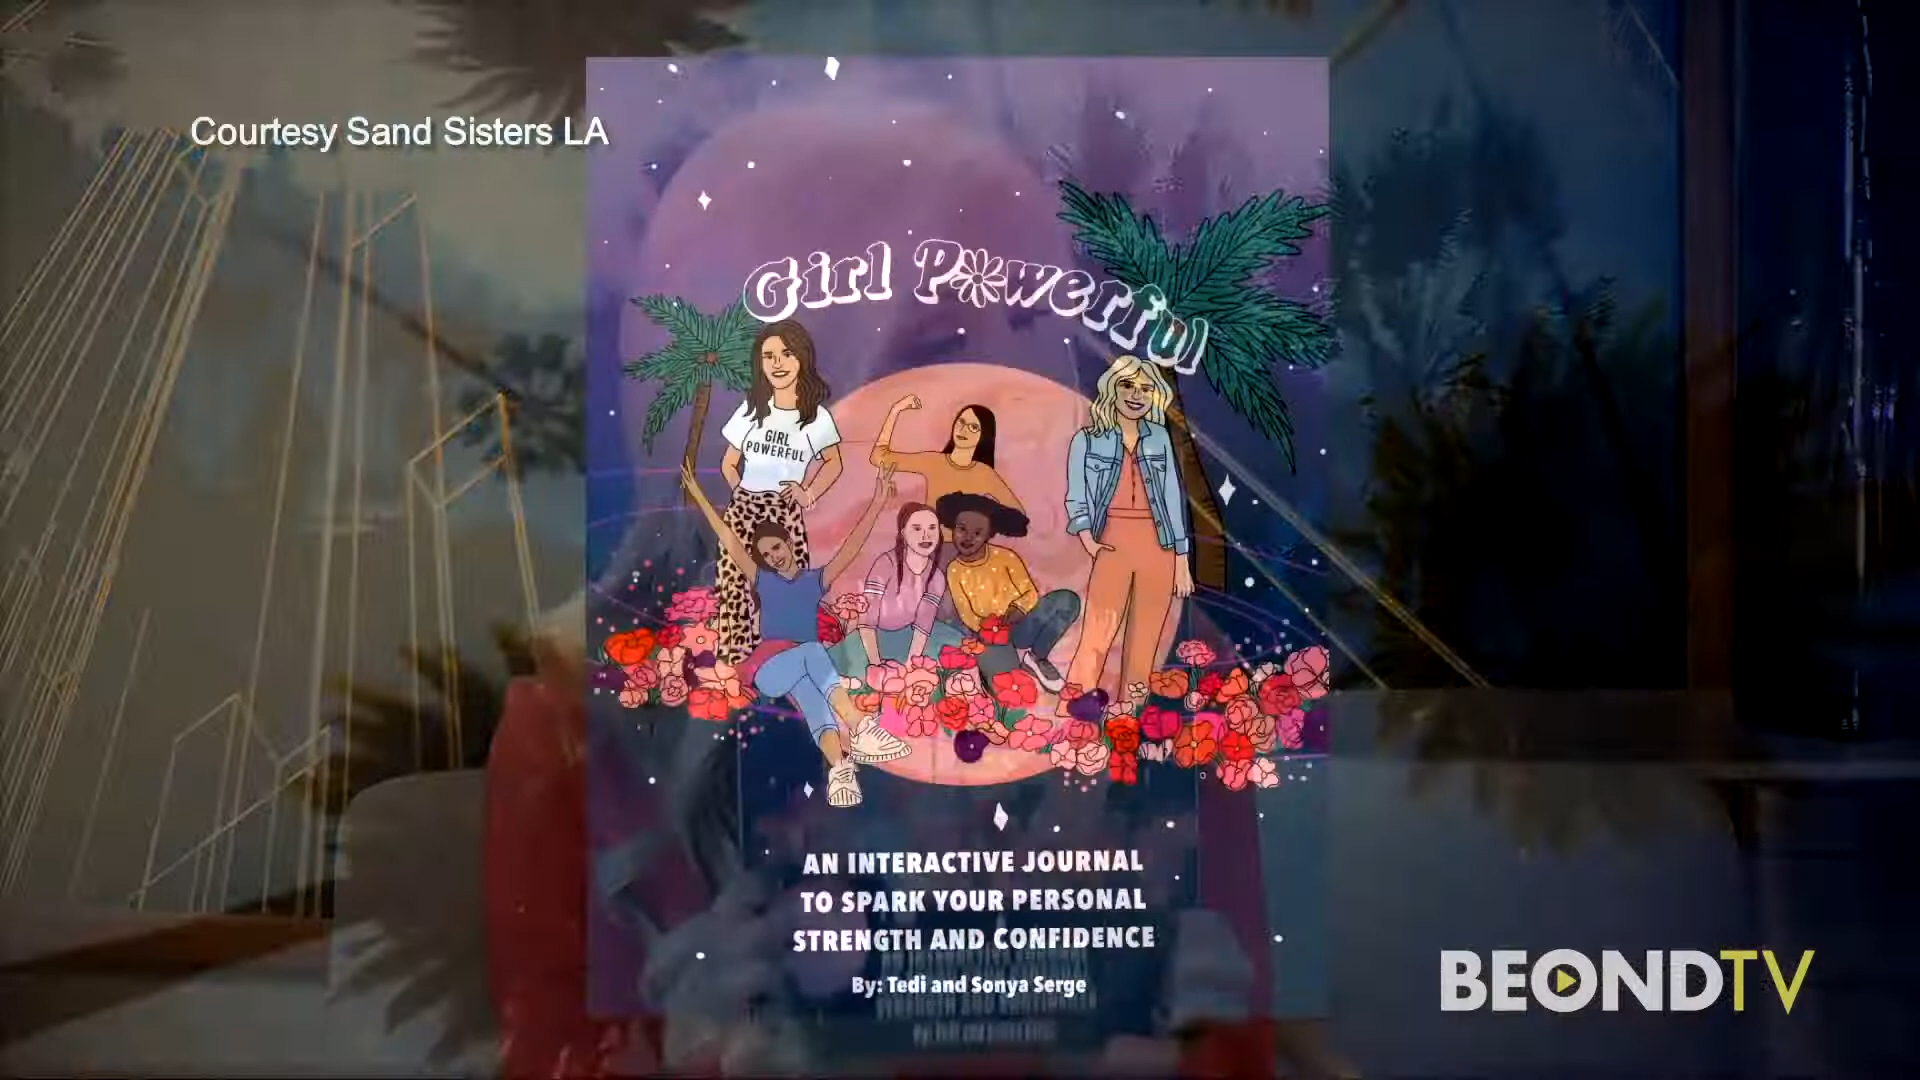 Courtesy Sand Sisters LA
Girl Powerful
GIRL
POWERFUL
AN INTERACTIVE JOURNAL
TO SPARK YOUR PERSONAL
STRENGTH AND CONFIDENCE
By: Tedi and Sonya Serge
BEONDTV